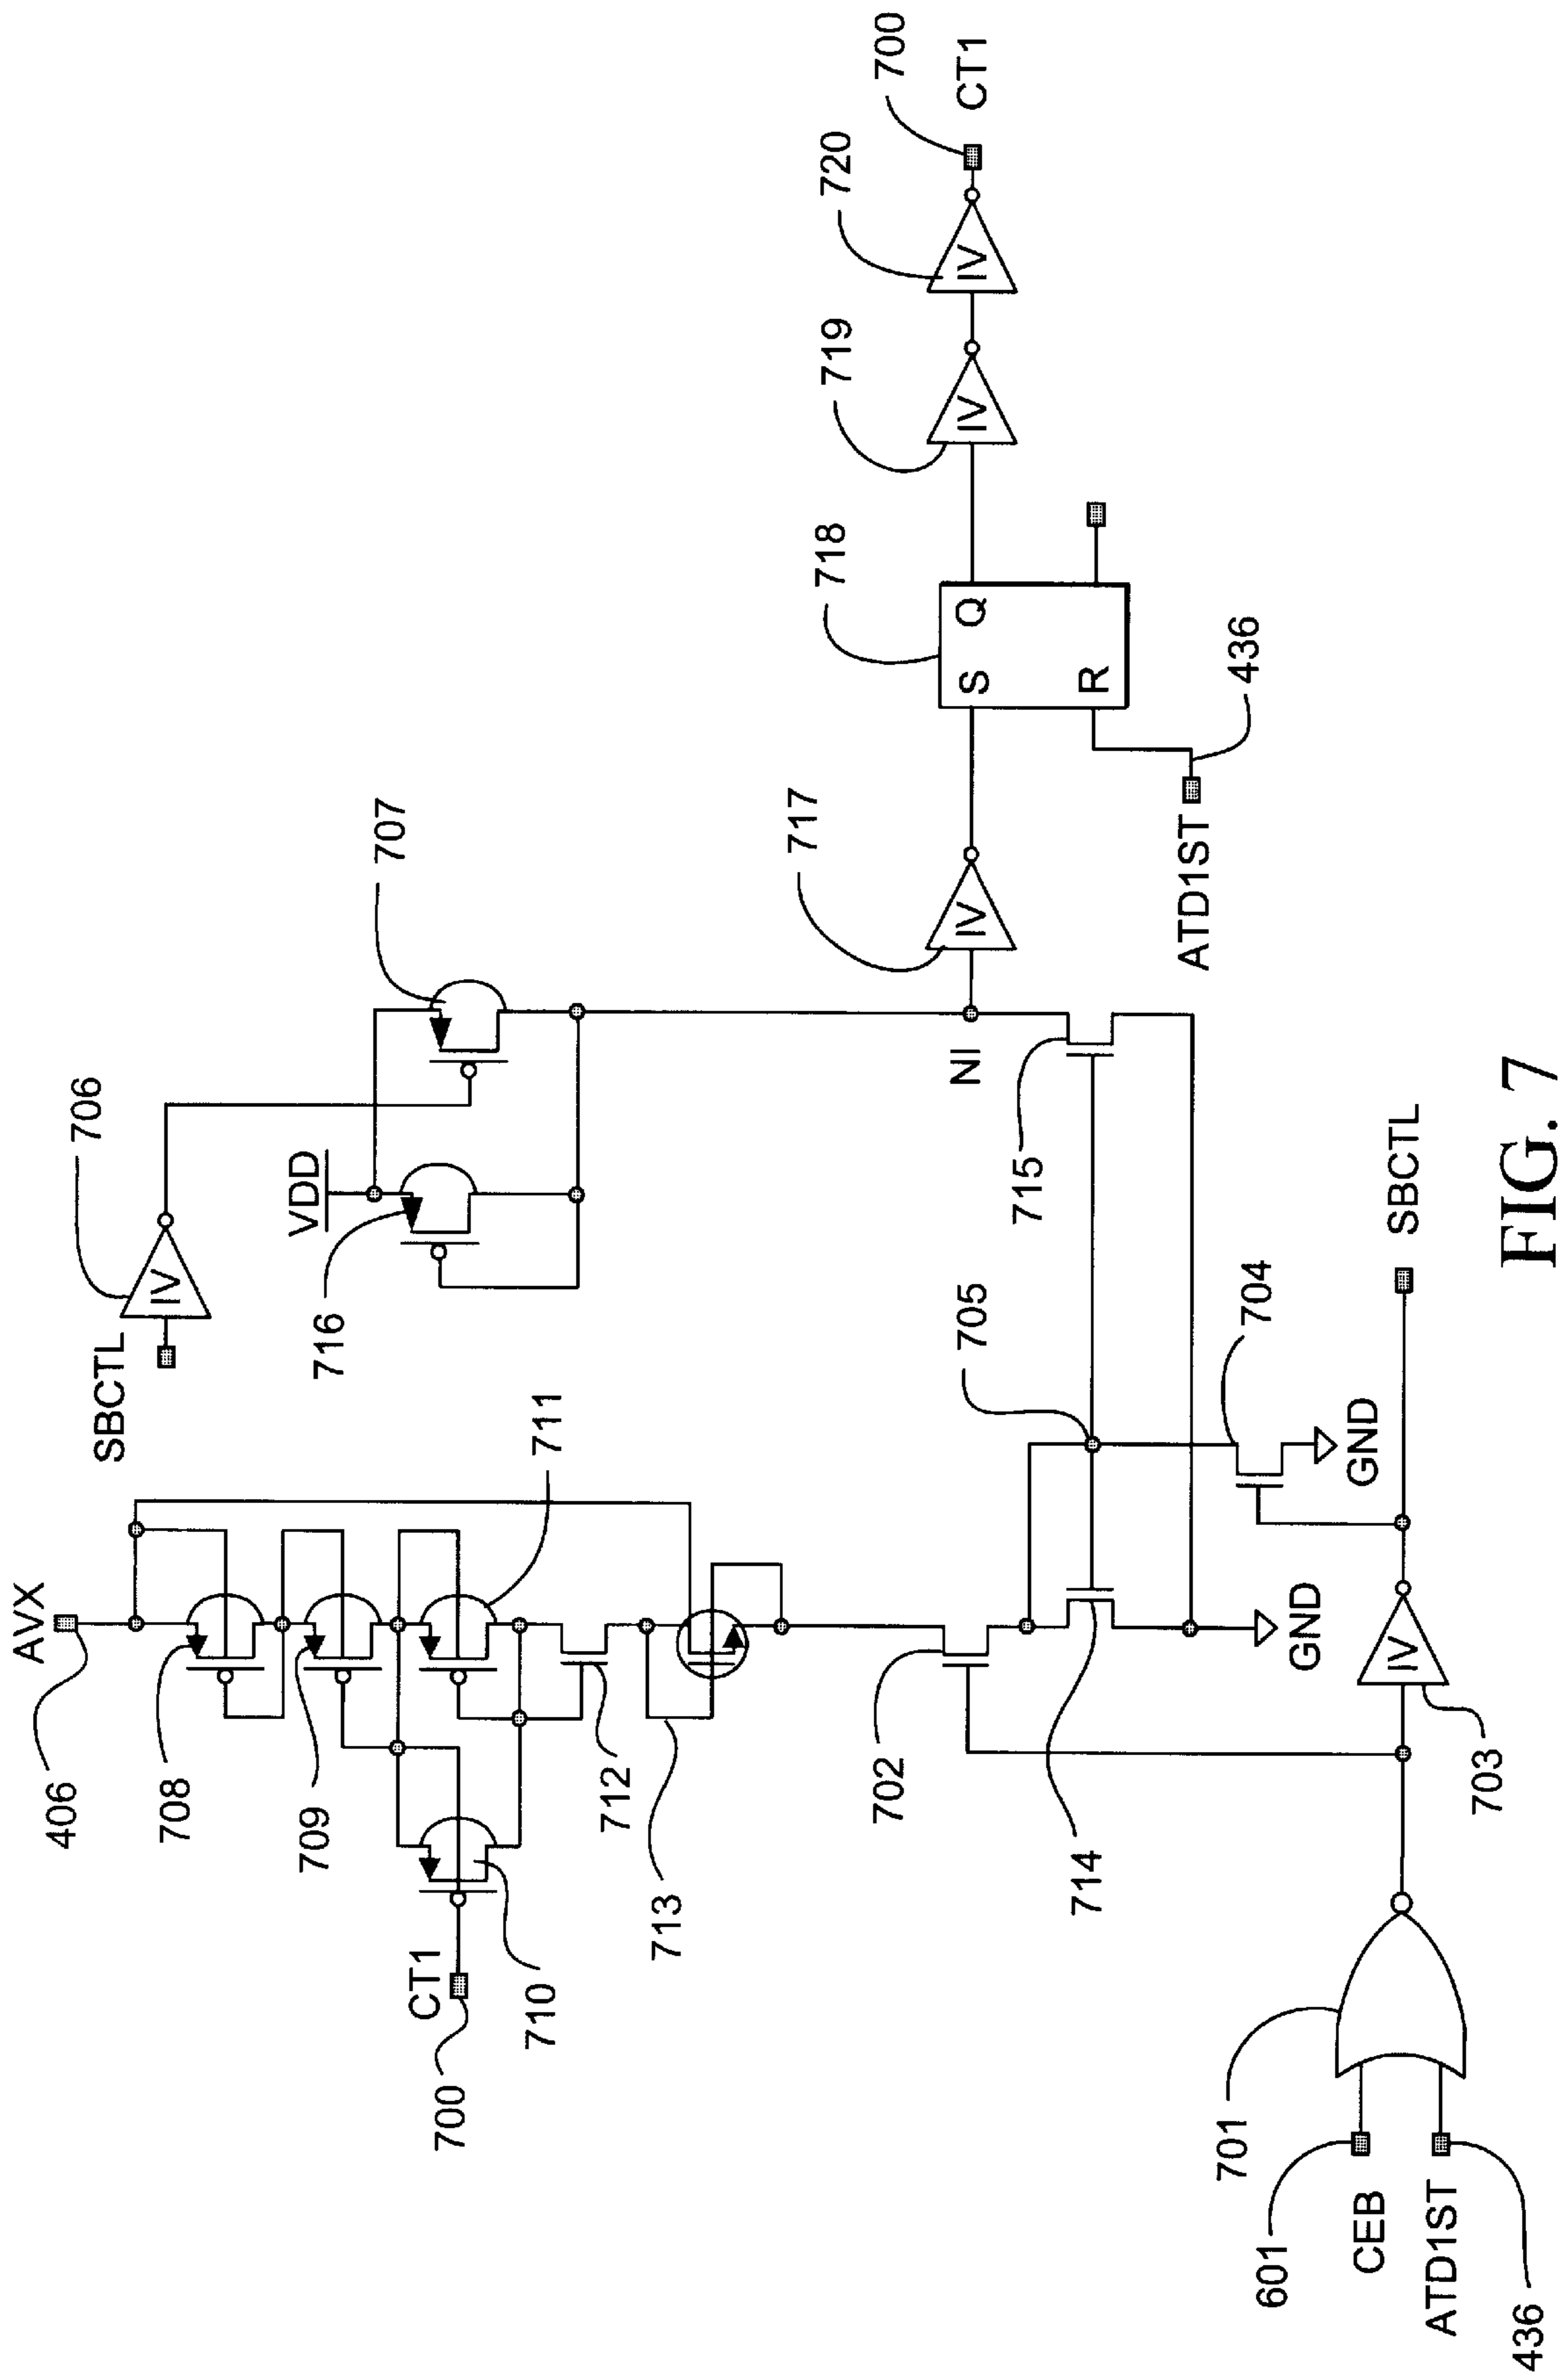 AVX
406
708
709
711
CT1
700
710
712
713
702
714
705
704
GND
GND
SBCTL
706
VDD
716
707
NI
715
717
IV
IV
718
S
Q
R
ATD1ST
436
719
IV
720
IV
700
CT1
701
601
CEB
ATD1ST
436
703
IV
SBCTL
FIG. 7